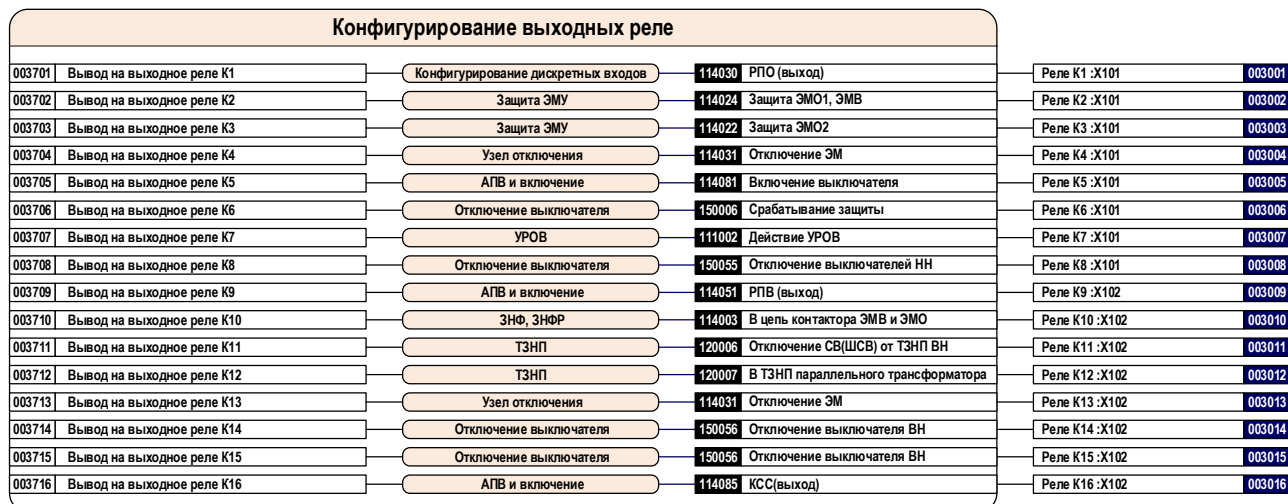 Конфигурирование выходных реле
003701 Вывод на выходное реле К1 Конфигурирование дискретных входов 114030 РПО (выход) Реле К1 :X101 003001
003702 Вывод на выходное реле К2 Защита ЭМУ 114024 Защита ЭМО1, ЭМВ Реле К2 :X101 003002
003703 Вывод на выходное реле К3 Защита ЭМУ 114022 Защита ЭМО2 Реле К3 :X101 003003
003704 Вывод на выходное реле К4 Узел отключения 114031 Отключение ЭМ Реле К4 :X101 003004
003705 Вывод на выходное реле К5 АПВ и включение 114081 Включение выключателя Реле К5 :X101 003005
003706 Вывод на выходное реле К6 Отключение выключателя 150006 Срабатывание защиты Реле К6 :X101 003006
003707 Вывод на выходное реле К7 УРОВ 111002 Действие УРОВ Реле К7 :X101 003007
003708 Вывод на выходное реле К8 Отключение выключателя 150055 Отключение выключателей НН Реле К8 :X101 003008
003709 Вывод на выходное реле К9 АПВ и включение 114051 РПВ (выход) Реле К9 :X102 003009
003710 Вывод на выходное реле К10 ЗНФ, ЗНФР 114003 В цепь контактора ЭМВ и ЭМО Реле К10 :X102 003010
003711 Вывод на выходное реле К11 ТЗНП 120006 Отключение СВ(ШСВ) от ТЗНП ВН Реле К11 :X102 003011
003712 Вывод на выходное реле К12 ТЗНП 120007 В ТЗНП параллельного трансформатора Реле К12 :X102 003012
003713 Вывод на выходное реле К13 Узел отключения 114031 Отключение ЭМ Реле К13 :X102 003013
003714 Вывод на выходное реле К14 Отключение выключателя 150056 Отключение выключателя ВН Реле К14 :X102 003014
003715 Вывод на выходное реле К15 Отключение выключателя 150056 Отключение выключателя ВН Реле К15 :X102 003015
003716 Вывод на выходное реле К16 АПВ и включение 114085 КСС(выход) Реле К16 :X102 003016